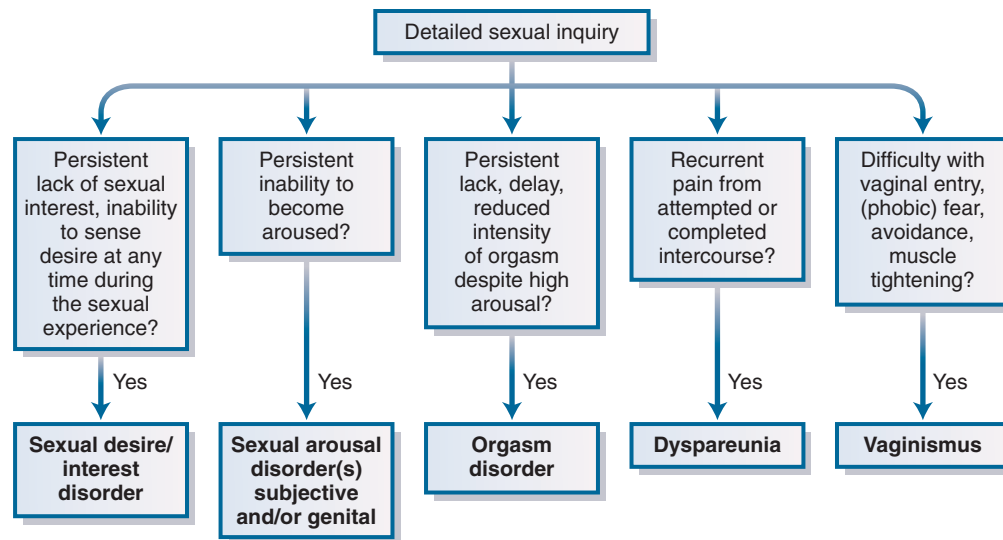 Detailed sexual inquiry
Persistent
lack of sexual
interest, inability
to sense
desire at any
time during
the sexual
experience?
Persistent
inability to
become
aroused?
Persistent
lack, delay,
reduced
intensity
of orgasm
despite high
arousal?
Recurrent
pain from
attempted or
completed
intercourse?
Difficulty with
vaginal entry,
(phobic) fear,
avoidance,
muscle
tightening?
Yes
Yes
Yes
Yes
Yes
Sexual desire/
interest
disorder
Sexual arousal
disorder(s)
subjective
and/or genital
Orgasm
disorder
Dyspareunia
Vaginismus